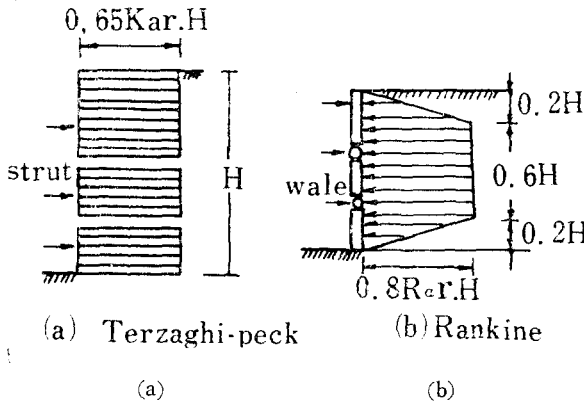 0,65Kar.H
strut
H
(a) Terzaghi-peck
(a)
0.2H
wale
0.6H
0.2H
0.8Rar.H
(b) Rankine
(b)